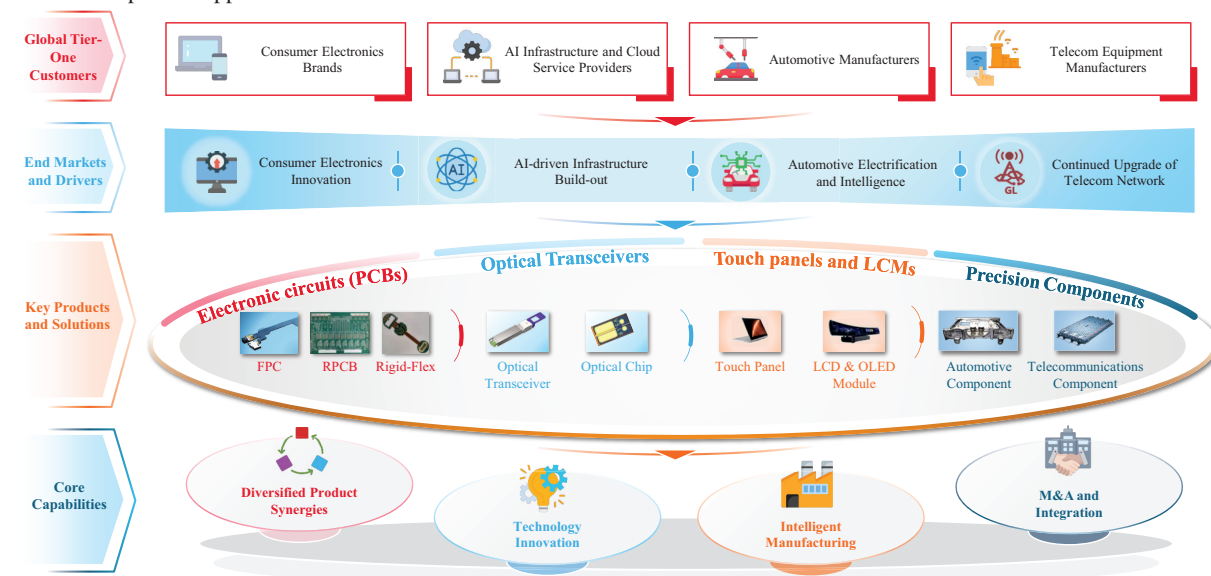 Global Tier-
One
Customers
Consumer Electronics
Brands
AI Infrastructure and Cloud
Service Providers
Automotive Manufacturers
Telecom Equipment
Manufacturers
End Markets
and Drivers
Consumer Electronics
Innovation
AI
AI-driven Infrastructure
Build-out
Automotive Electrification
and Intelligence
GL
Continued Upgrade of
Telecom Network
Key Products
and Solutions
Electronic circuits (PCBs)
Optical Transceivers
Touch panels and LCMs
Precision Components
FPC
RPCB
Rigid-Flex
Optical
Transceiver
Optical Chip
Touch Panel
LCD & OLED
Module
Automotive
Component
Telecommunications
Component
Core
Capabilities
Diversified Product
Synergies
Technology
Innovation
Intelligent
Manufacturing
M&A and
Integration